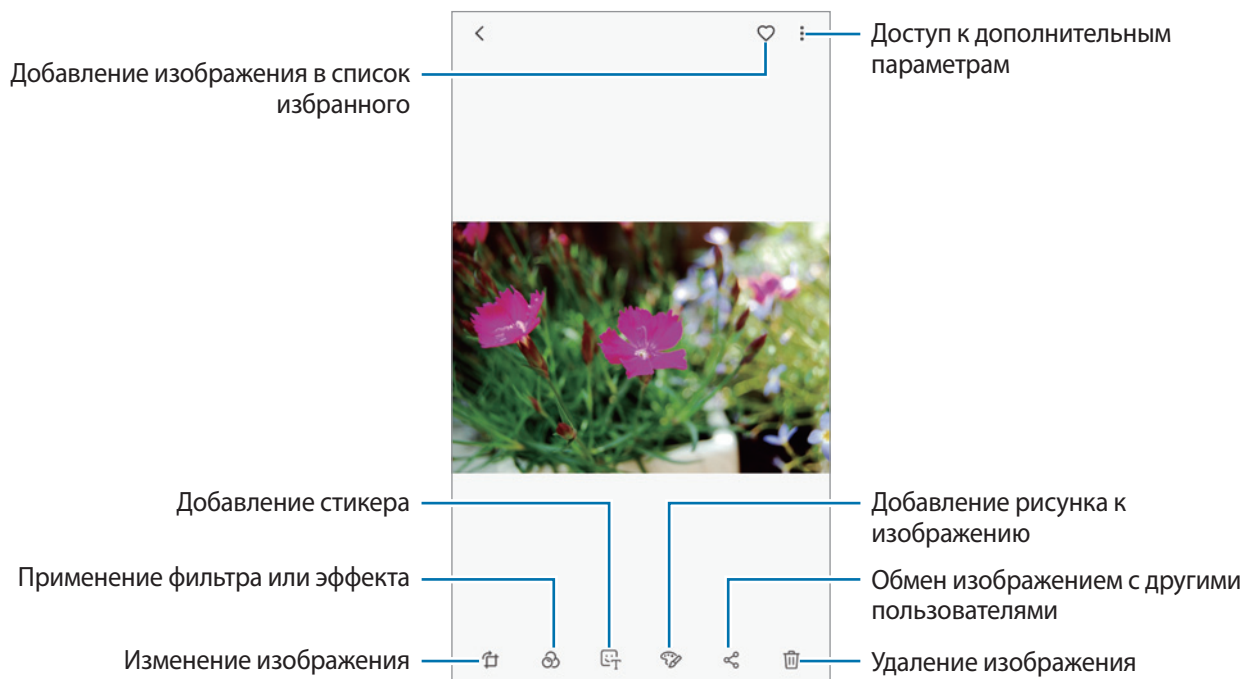 Добавление изображения в список
избранного
Доступ к дополнительным
параметрам
Добавление стикера
Добавление рисунка к
изображению
Применение фильтра или эффекта
Обмен изображением с другими
пользователями
Изменение изображения
Удаление изображения